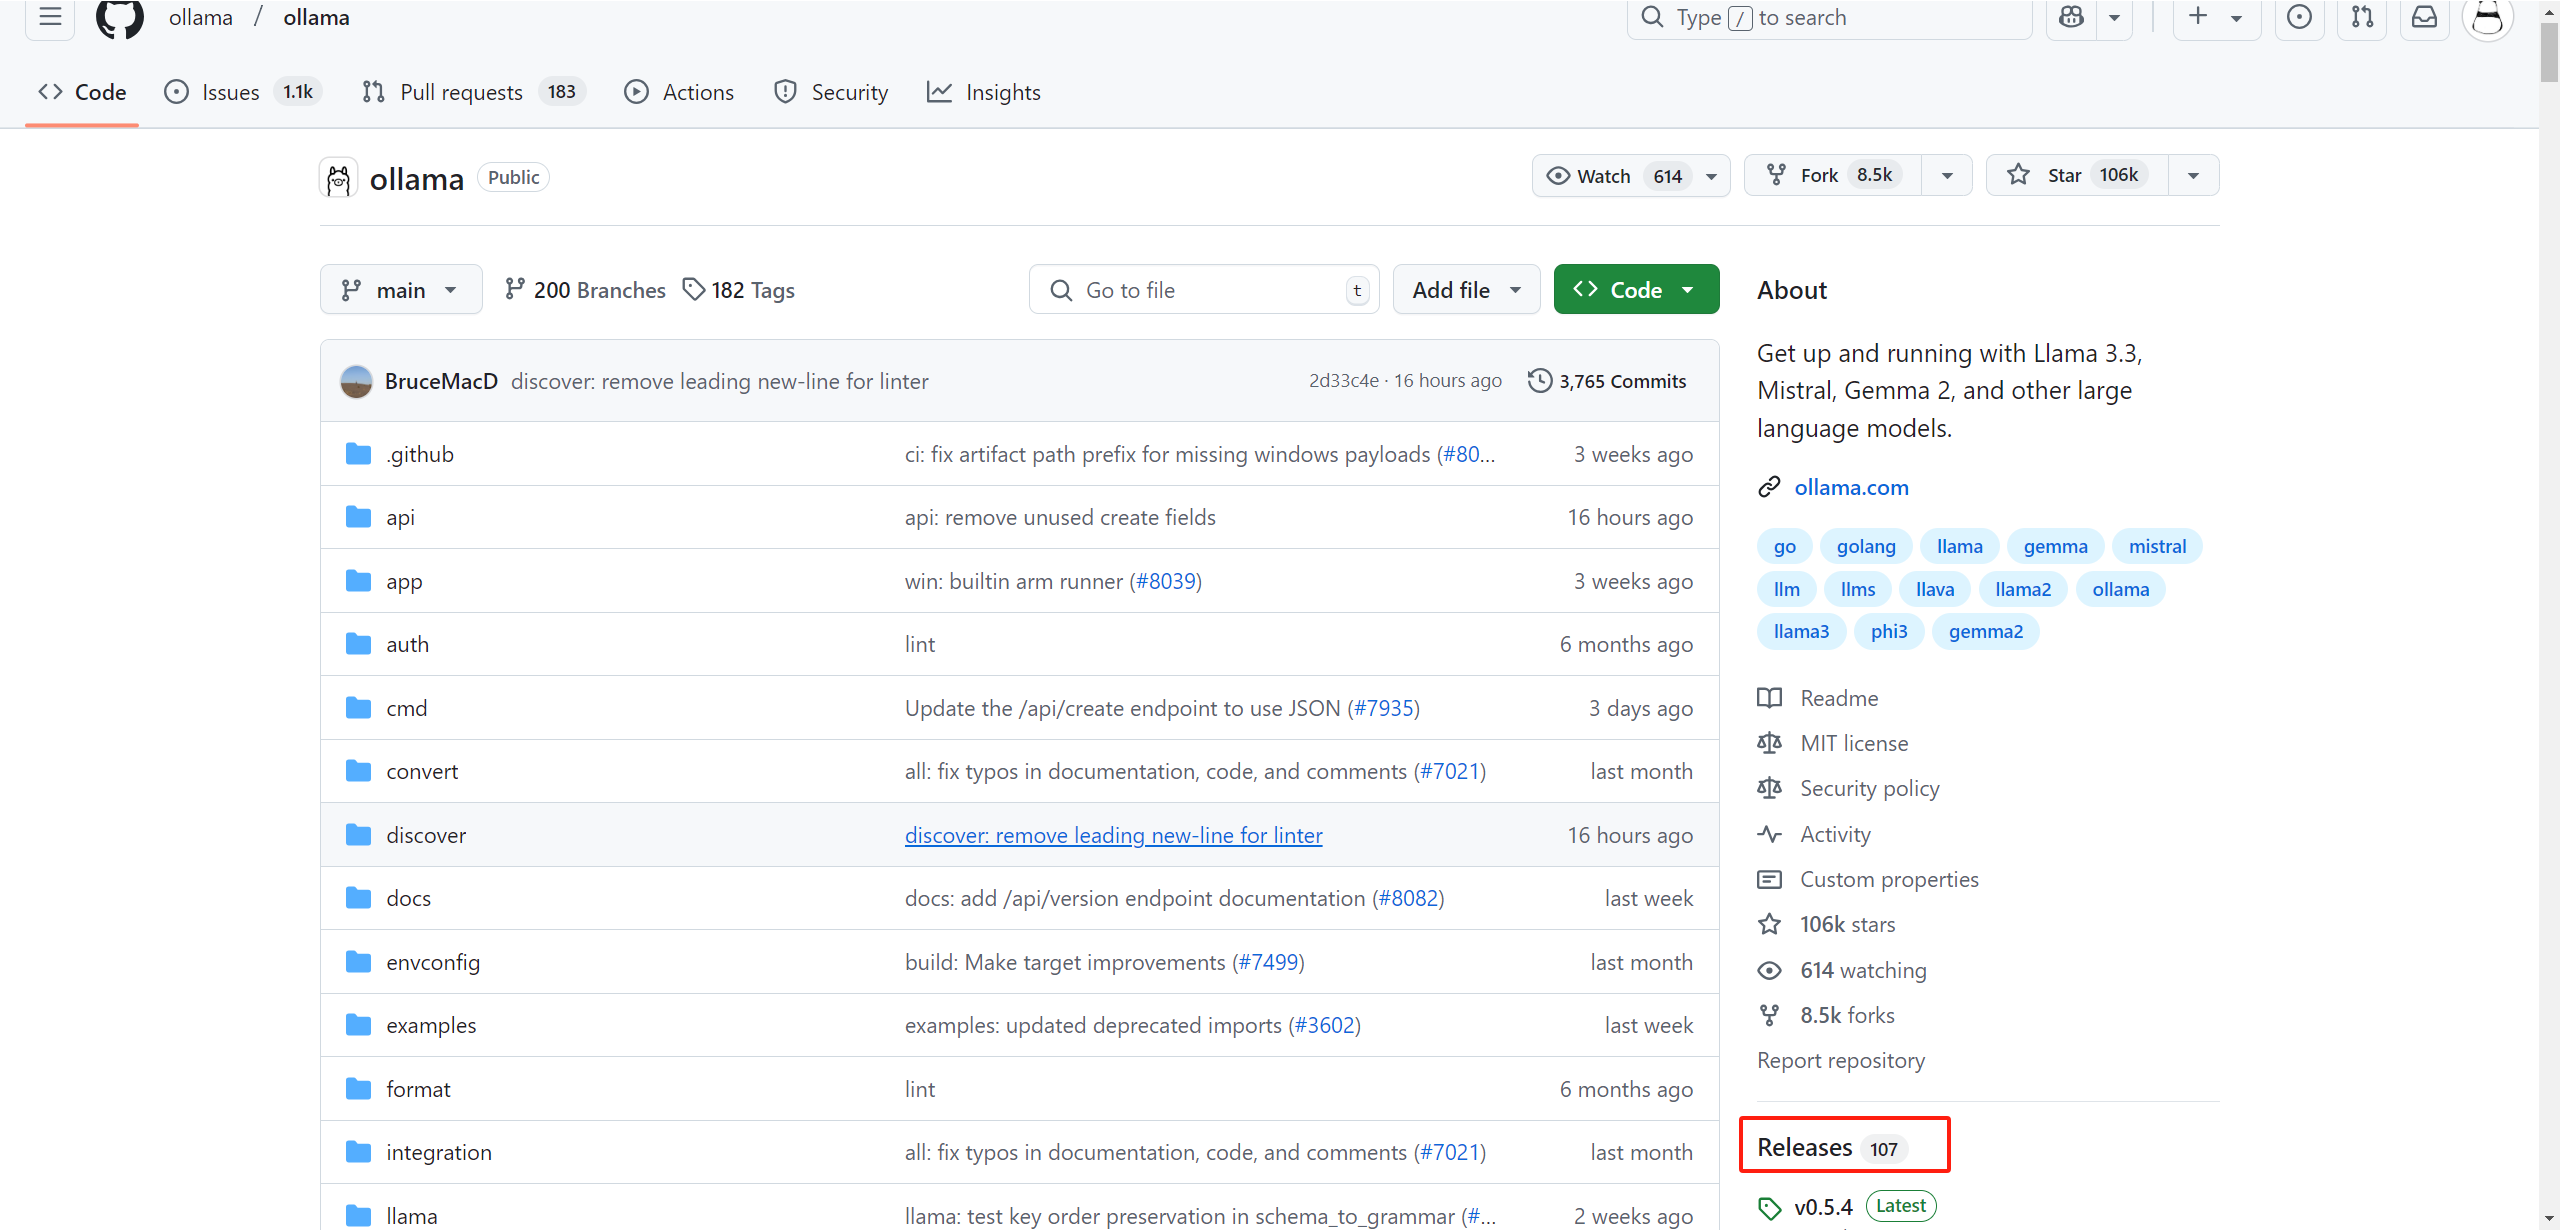 ollama / ollama
Type / to search
Code
Issues 1.1k
Pull requests 183
Actions
Security
Insights
ollama Public
Watch 614
Fork 8.5k
Star 106k
main
200 Branches
182 Tags
Go to file t
Add file
Code
BruceMacD discover: remove leading new-line for linter 2d33c4e · 16 hours ago 3,765 Commits
.github ci: fix artifact path prefix for missing windows payloads (#80... 3 weeks ago
api api: remove unused create fields 16 hours ago
app win: builtin arm runner (#8039) 3 weeks ago
auth lint 6 months ago
cmd Update the /api/create endpoint to use JSON (#7935) 3 days ago
convert all: fix typos in documentation, code, and comments (#7021) last month
discover discover: remove leading new-line for linter 16 hours ago
docs docs: add /api/version endpoint documentation (#8082) last week
envconfig build: Make target improvements (#7499) last month
examples examples: updated deprecated imports (#3602) last week
format lint 6 months ago
integration all: fix typos in documentation, code, and comments (#7021) last month
llama llama: test key order preservation in schema_to_grammar (#... 2 weeks ago
About
Get up and running with Llama 3.3,
Mistral, Gemma 2, and other large
language models.
ollama.com
go golang llama gemma mistral
llm llms llava llama2 ollama
llama3 phi3 gemma2
Readme
MIT license
Security policy
Activity
Custom properties
106k stars
614 watching
8.5k forks
Report repository
Releases 107
v0.5.4 Latest